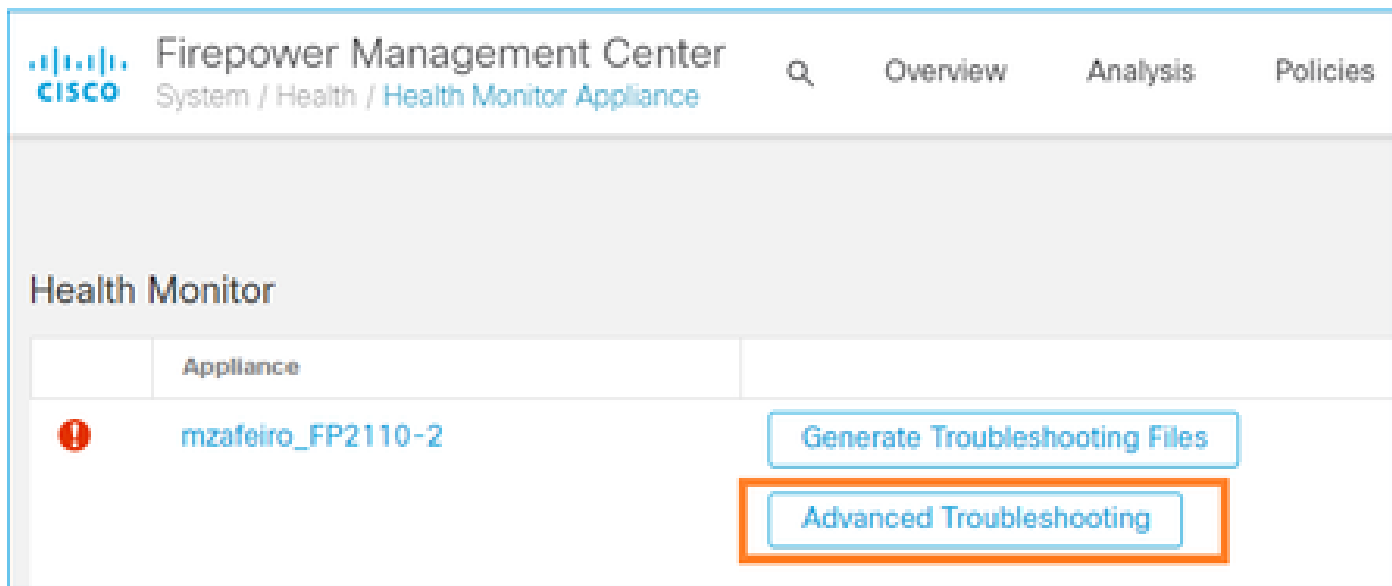 CISCO
Firepower Management Center
System / Health / Health Monitor Appliance
Overview
Analysis
Policies
Health Monitor
Appliance
mzafeiro_FP2110-2
Generate Troubleshooting Files
Advanced Troubleshooting